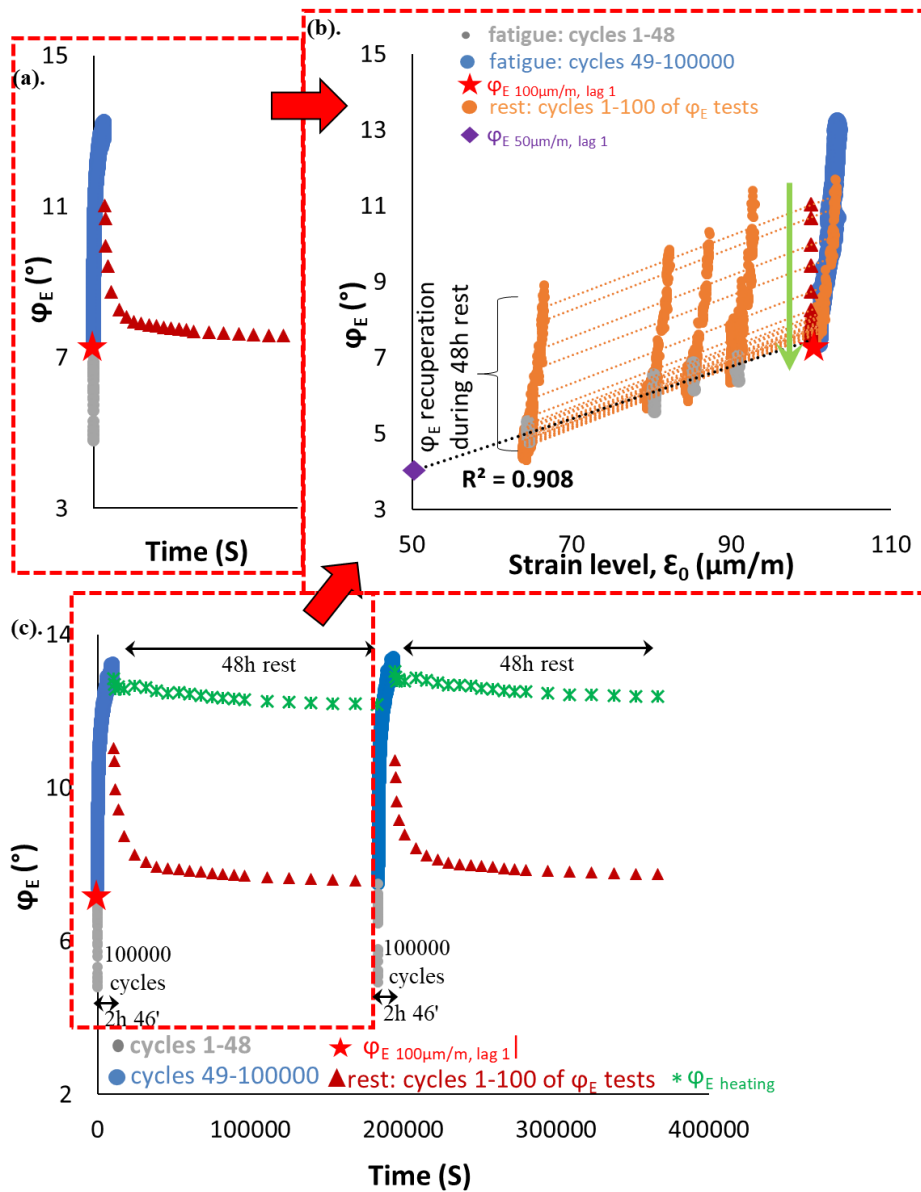 (a).
15
11
7
3
φE (°)
Time (S)
(b).
15
13
11
9
7
5
3
φE (°)
φE recuperation
during 48h rest
fatigue: cycles 1-48
fatigue: cycles 49-100000
φE 100μm/m, lag 1
rest: cycles 1-100 of φE tests
φE 50μm/m, lag 1
R² = 0.908
50
70
90
110
Strain level, Ɛ0 (μm/m)
(c).
14
10
6
2
φE (°)
48h rest
48h rest
100000
cycles
2h 46'
100000
cycles
2h 46'
cycles 1-48
φE 100μm/m, lag 1
cycles 49-100000
rest: cycles 1-100 of φE tests
φE heating
0
100000
200000
300000
400000
Time (S)